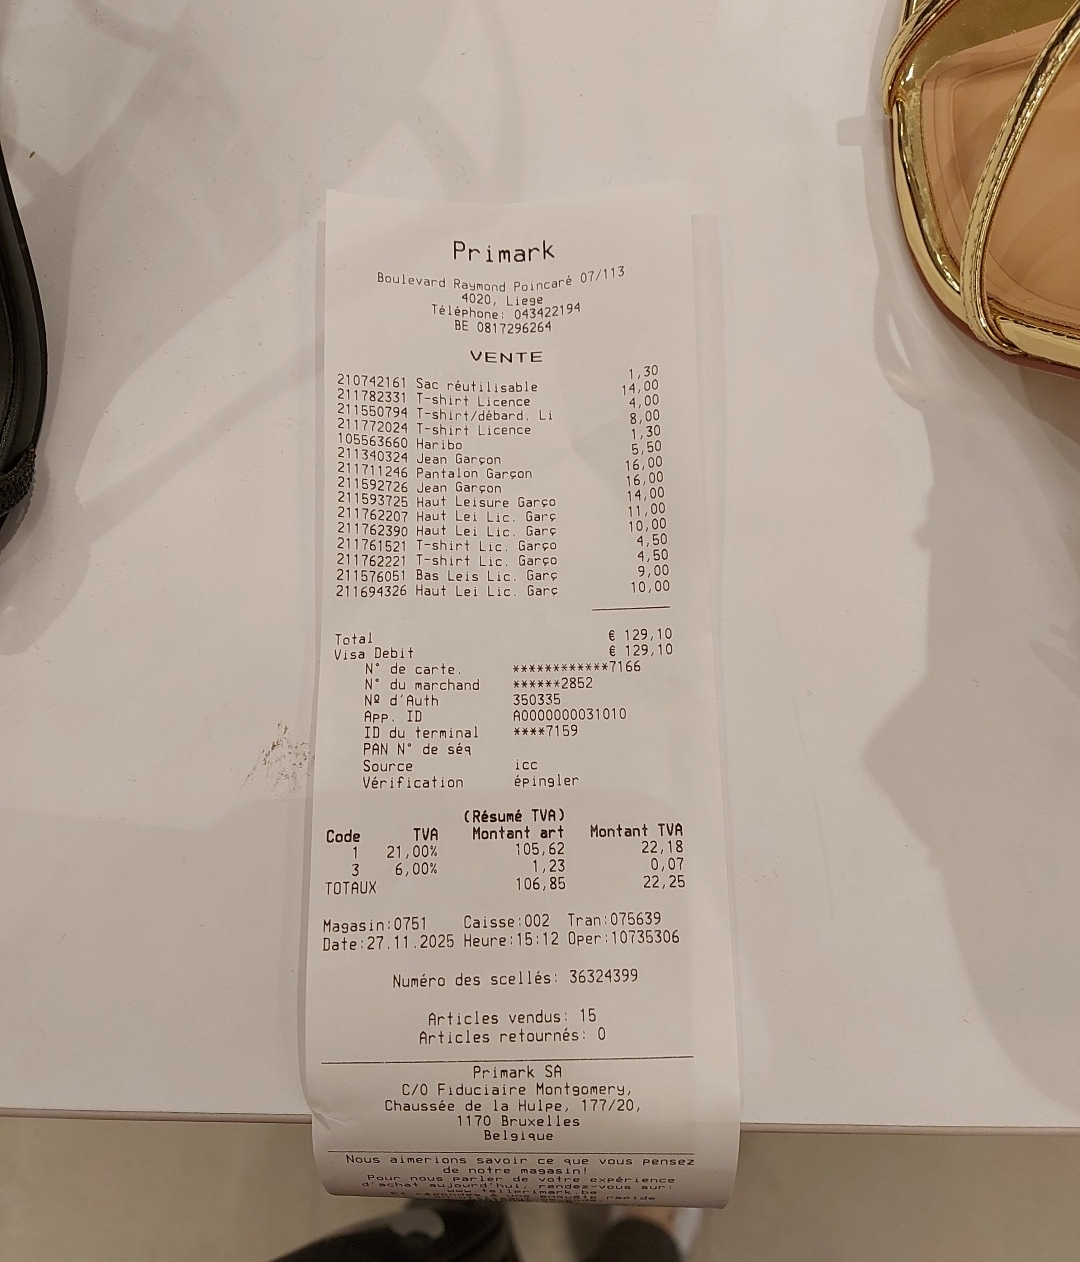 Primark
Boulevard Raymond Poincaré 07/113
4020, Liege
Téléphone: 043422194
BE 0817296264
VENTE
210742161 Sac réutilisable 1,30
211782331 T-shirt Licence 14,00
211550794 T-shirt/débard. Li 4,00
211772024 T-shirt Licence 8,00
105563660 Haribo 1,30
211340324 Jean Garçon 5,50
211711246 Pantalon Garçon 16,00
211592726 Jean Garçon 16,00
211593725 Haut Leisure Garço 14,00
211762207 Haut Lei Lic. Garç 11,00
211762390 Haut Lei Lic. Garç 10,00
211761521 T-shirt Lic. Garço 4,50
211762221 T-shirt Lic. Garço 4,50
211576051 Bas Leis Lic. Garç 9,00
211694326 Haut Lei Lic. Garç 10,00
Total € 129,10
Visa Debit € 129,10
N° de carte. ************7166
N° du marchand ******2852
Nº d'Auth 350335
App. ID A0000000031010
ID du terminal ****7159
PAN N° de séq
Source icc
Vérification épingler
(Résumé TVA)
Code TVA Montant art Montant TVA
1 21,00% 105,62 22,18
3 6,00% 1,23 0,07
TOTAUX 106,85 22,25
Magasin:0751 Caisse:002 Tran:075639
Date:27.11.2025 Heure:15:12 Oper:10735306
Numéro des scellés: 36324399
Articles vendus: 15
Articles retournés: 0
Primark SA
C/O Fiduciaire Montgomery,
Chaussée de la Hulpe, 177/20,
1170 Bruxelles
Belgique
Nous aimerions savoir ce que vous pensez
de notre magasin!
Pour nous parler de votre expérience
d'achat aujourd'hui, rendez-vous sur:
www.tellprimark.be